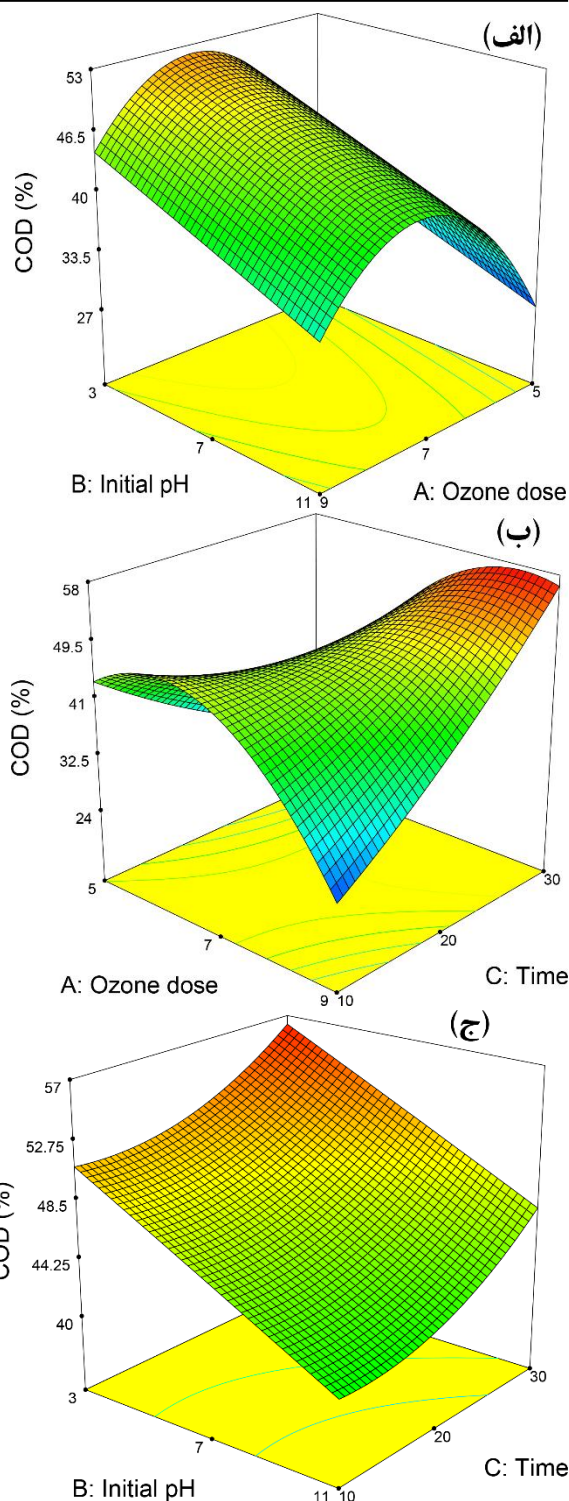 (الف)
53
46.5
40
33.5
27
COD (%)
3
7
11
9
7
5
B: Initial pH
A: Ozone dose
(ب)
58
49.5
41
32.5
24
COD (%)
5
7
9
10
20
30
A: Ozone dose
C: Time
(ج)
57
52.75
48.5
44.25
40
COD (%)
3
7
11
10
20
30
B: Initial pH
C: Time